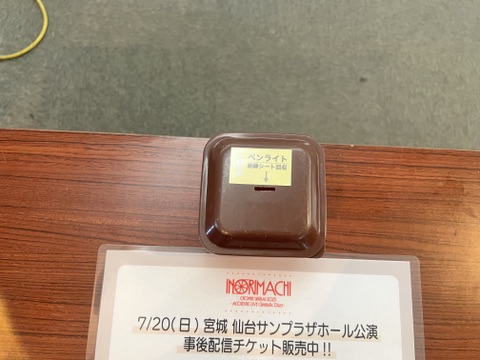 ペンライト
絶縁シート回収
↓
INORIMACHI
7/20(日)宮城 仙台サンプラザホール公演
事後配信チケット販売中!!